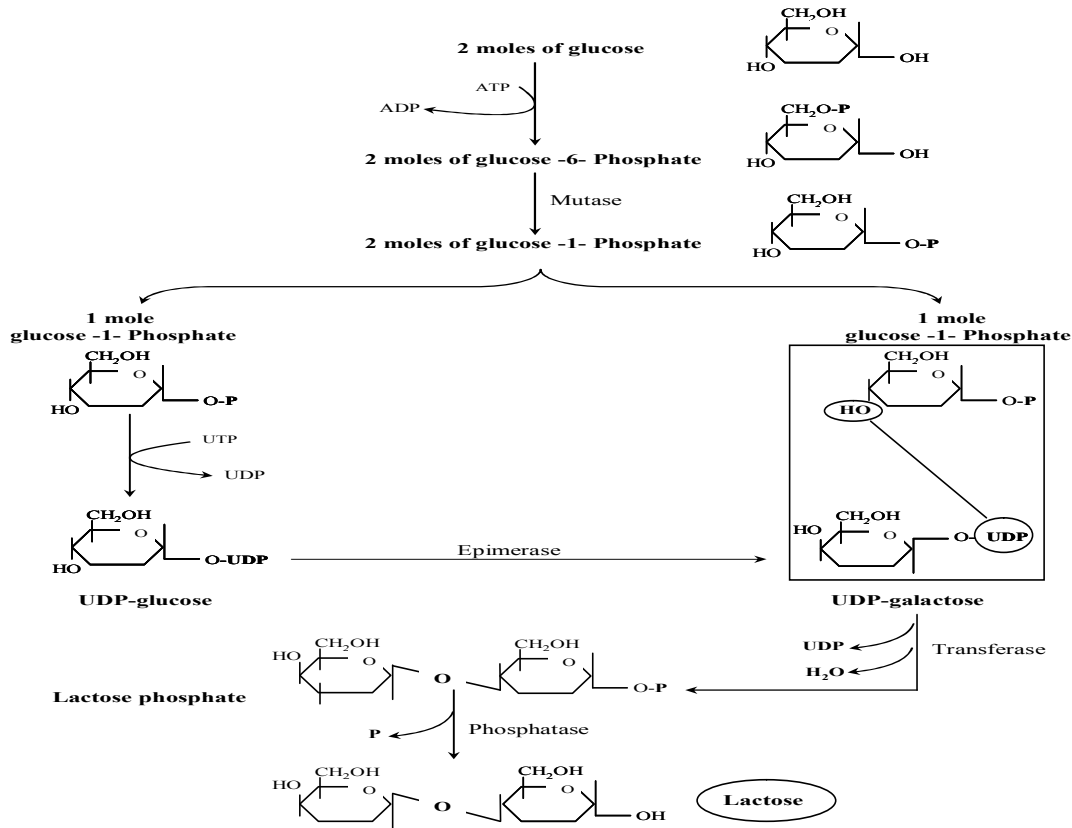 CH2OH
O
2 moles of glucose
HO
OH
ATP
ADP
CH2O-P
O
2 moles of glucose -6- Phosphate
HO
OH
Mutase
CH2OH
O
2 moles of glucose -1- Phosphate
HO
O-P
1 mole
glucose -1- Phosphate
1 mole
glucose -1- Phosphate
CH2OH
O
HO
O-P
CH2OH
O
HO
O-P
UTP
UDP
CH2OH
O
HO
O-UDP
Epimerase
HO
CH2OH
O
O- UDP
UDP-glucose
UDP-galactose
UDP
H2O
Transferase
HO
CH2OH
O
O
CH2OH
O
O-P
Lactose phosphate
P
Phosphatase
HO
CH2OH
O
O
CH2OH
O
OH
Lactose